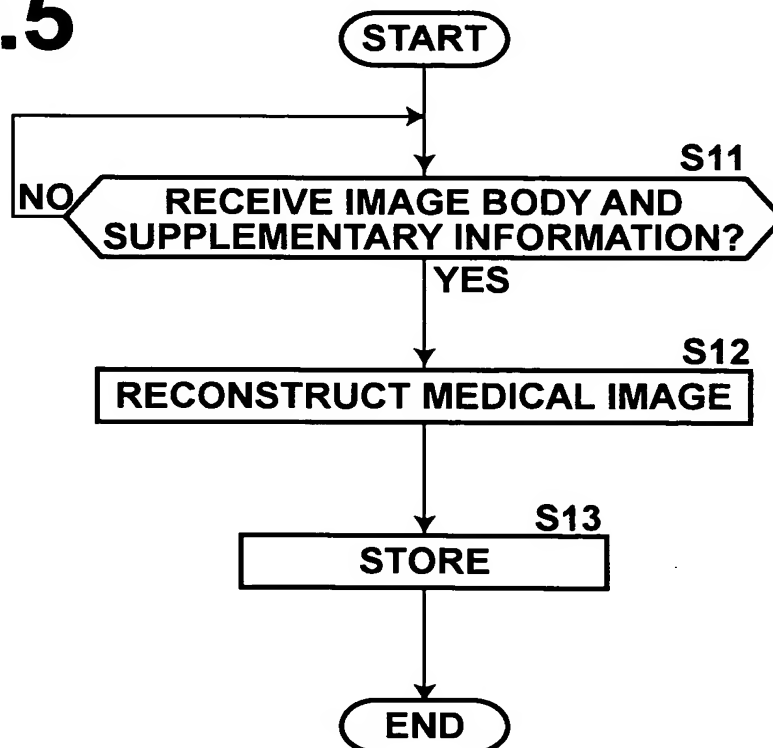 .5
START
S11
NO
RECEIVE IMAGE BODY AND
SUPPLEMENTARY INFORMATION?
YES
S12
RECONSTRUCT MEDICAL IMAGE
S13
STORE
END